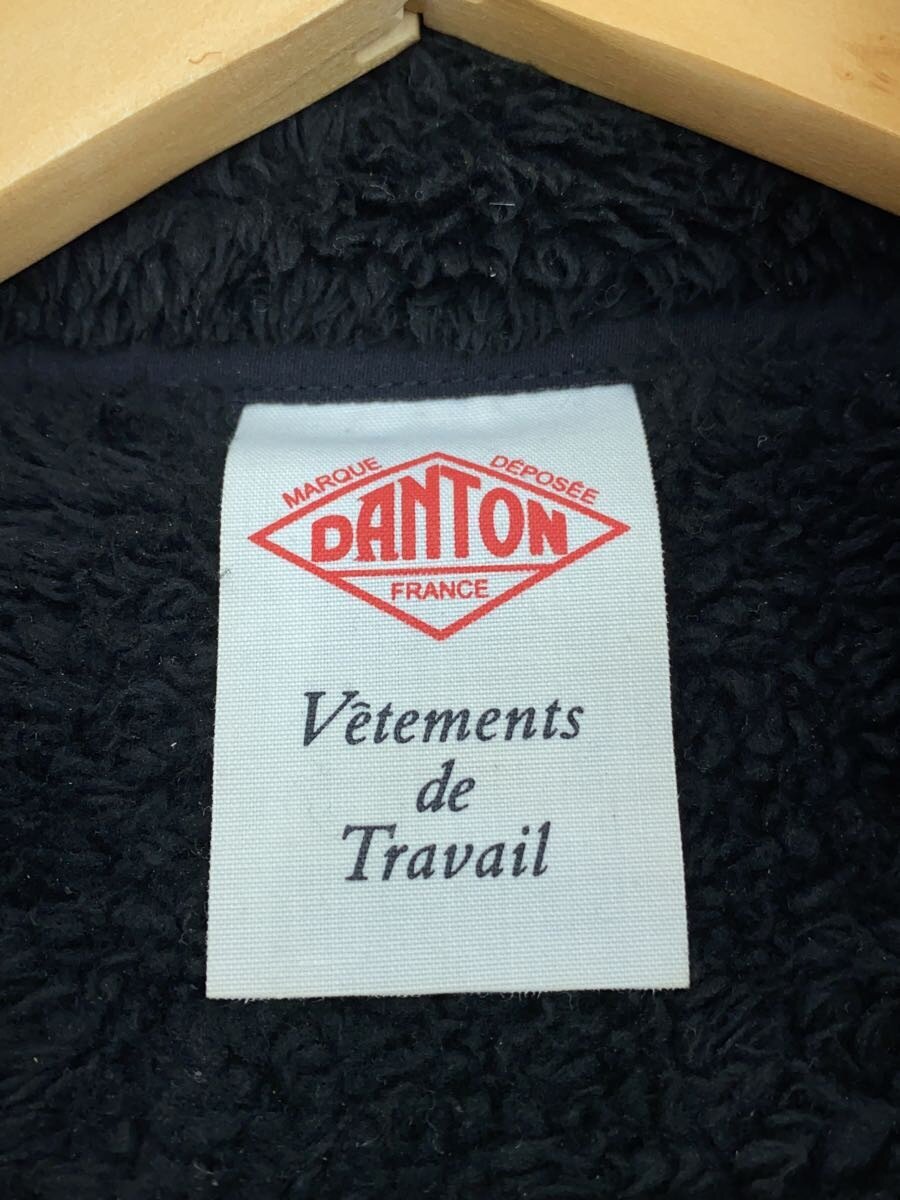 MARQUE DÉPOSÉE
DANTON
FRANCE
Vêtements
de
Travail